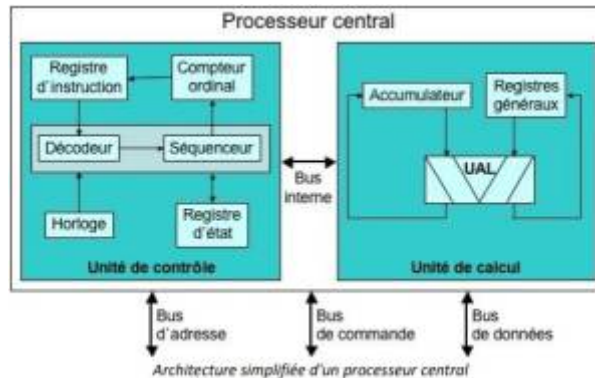 Processeur central
Registre
d'instruction
Compteur
ordinal
Décodeur
Séquenceur
Horloge
Registre
d'état
Unité de contrôle
Bus
interne
Accumulateur
Registres
généraux
UAL
Unité de calcul
Bus
d'adresse
Bus
de commande
Bus
de données
Architecture simplifiée d'un processeur central